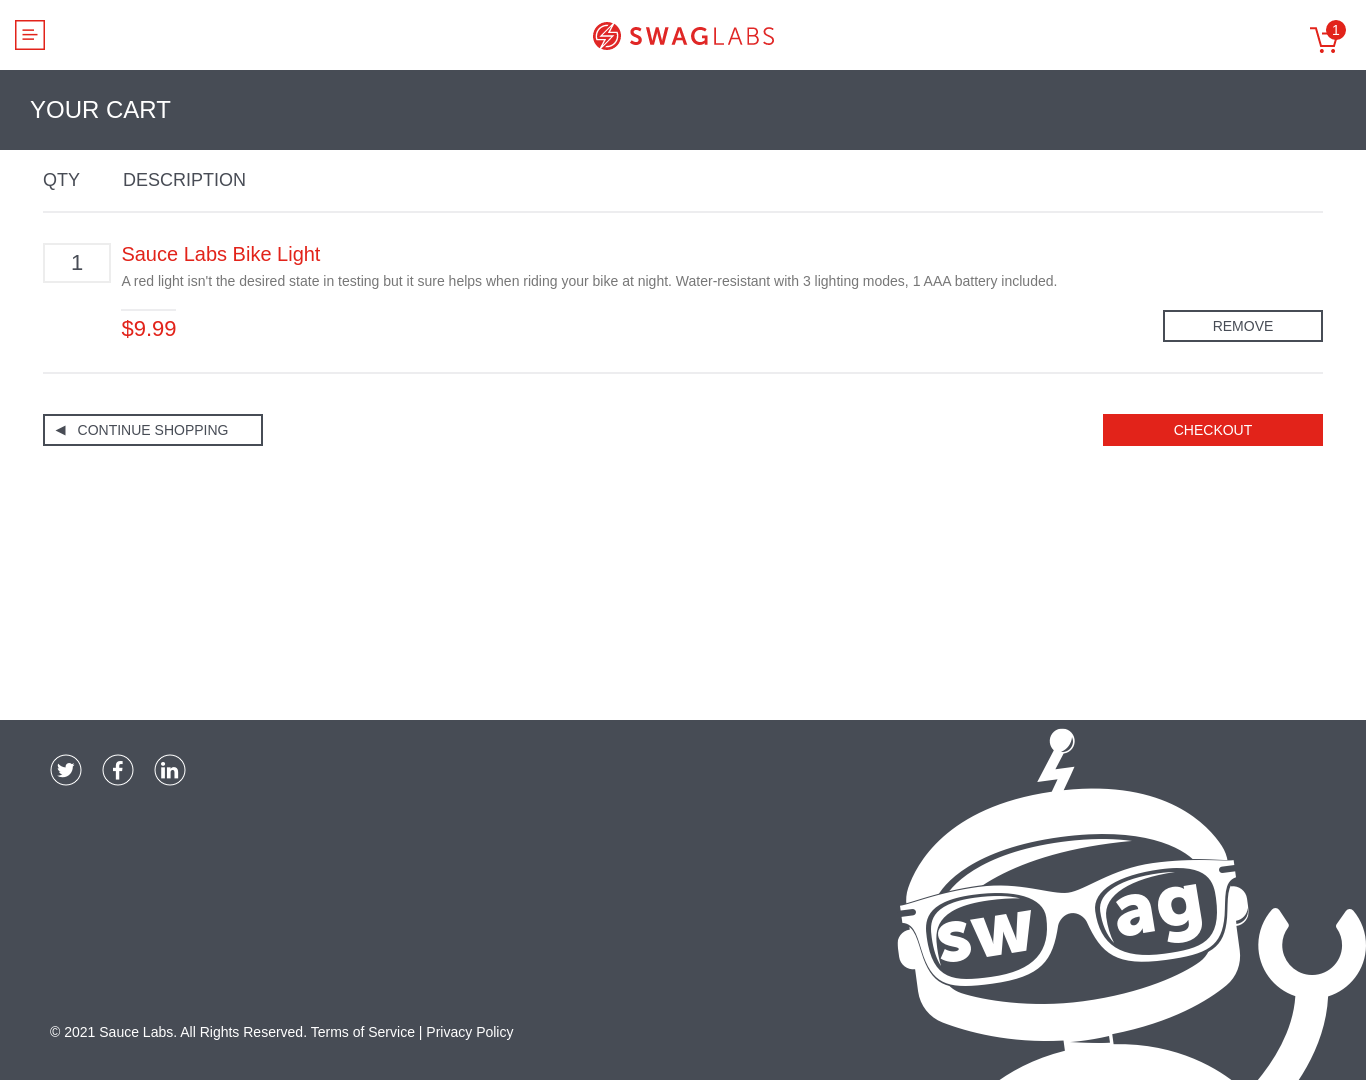 SWAGLABS
1
YOUR CART
QTY DESCRIPTION
1
Sauce Labs Bike Light
A red light isn't the desired state in testing but it sure helps when riding your bike at night. Water-resistant with 3 lighting modes, 1 AAA battery included.
$9.99
REMOVE
CONTINUE SHOPPING
CHECKOUT
sw ag
© 2021 Sauce Labs. All Rights Reserved. Terms of Service | Privacy Policy